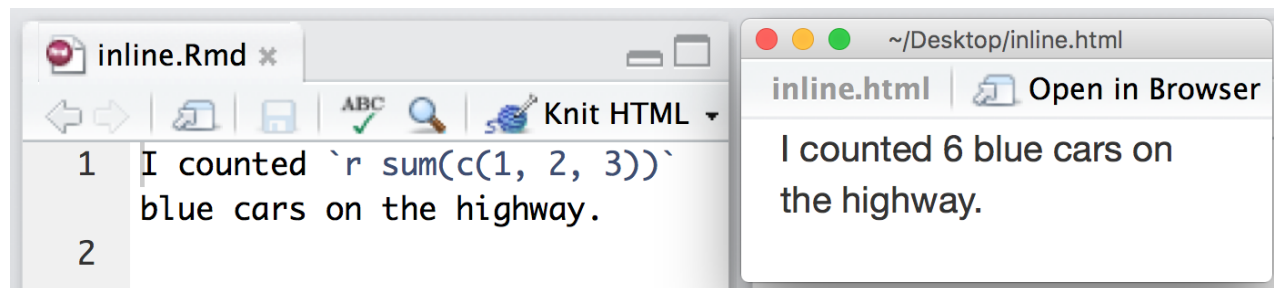 inline.Rmd
ABC
Knit HTML
1 I counted `r sum(c(1, 2, 3))`
blue cars on the highway.
2
~/Desktop/inline.html
inline.html Open in Browser
I counted 6 blue cars on
the highway.